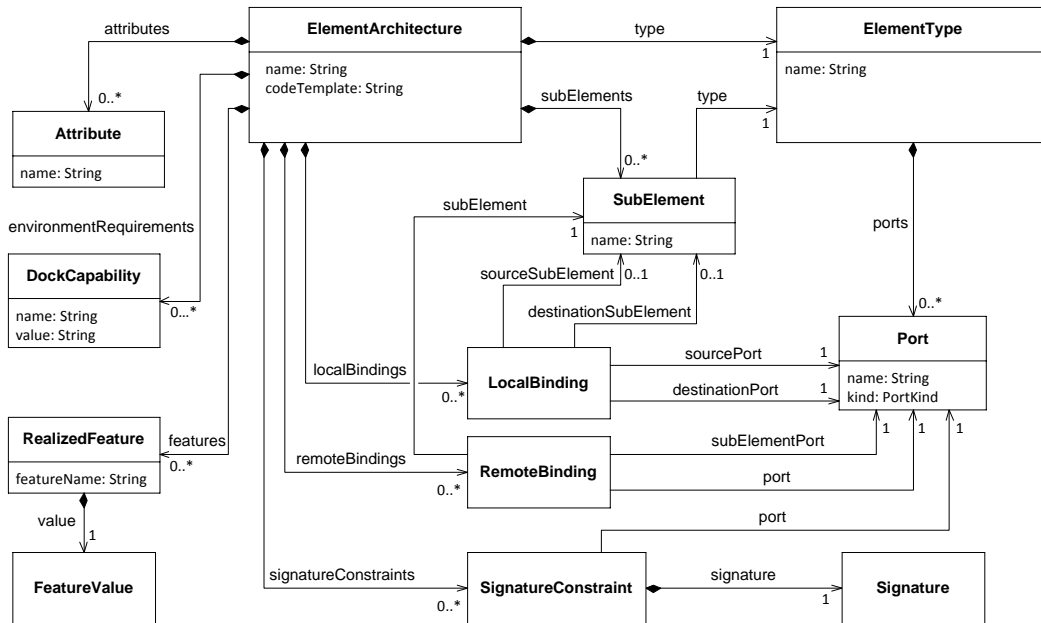 attributes
ElementArchitecture
type
ElementType
name: String
codeTemplate: String
1
name: String
0..*
subElements
type
1
Attribute
name: String
0..*
SubElement
name: String
subElement
1
environmentRequirements
ports
DockCapability
name: String
value: String
0...*
sourceSubElement
0..1
0..1
destinationSubElement
0..*
Port
name: String
kind: PortKind
localBindings
0..*
LocalBinding
sourcePort
1
destinationPort
1
RealizedFeature
featureName: String
features
0..*
remoteBindings
0..*
RemoteBinding
subElementPort
1
1
1
port
value
1
port
FeatureValue
signatureConstraints
0..*
SignatureConstraint
signature
1
Signature